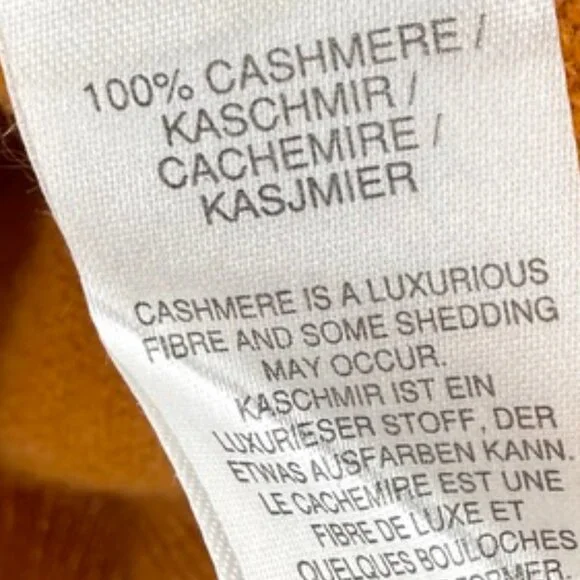 100% CASHMERE /
KASCHMIR /
CACHEMIRE /
KASJMIER
CASHMERE IS A LUXURIOUS
FIBRE AND SOME SHEDDING
MAY OCCUR.
KASCHMIR IST EIN
LUXURIESER STOFF, DER
ETWAS AUSFARBEN KANN.
LE CACHEMIRE EST UNE
FIBRE DE LUXE ET
QUELQUES BOULOCHES